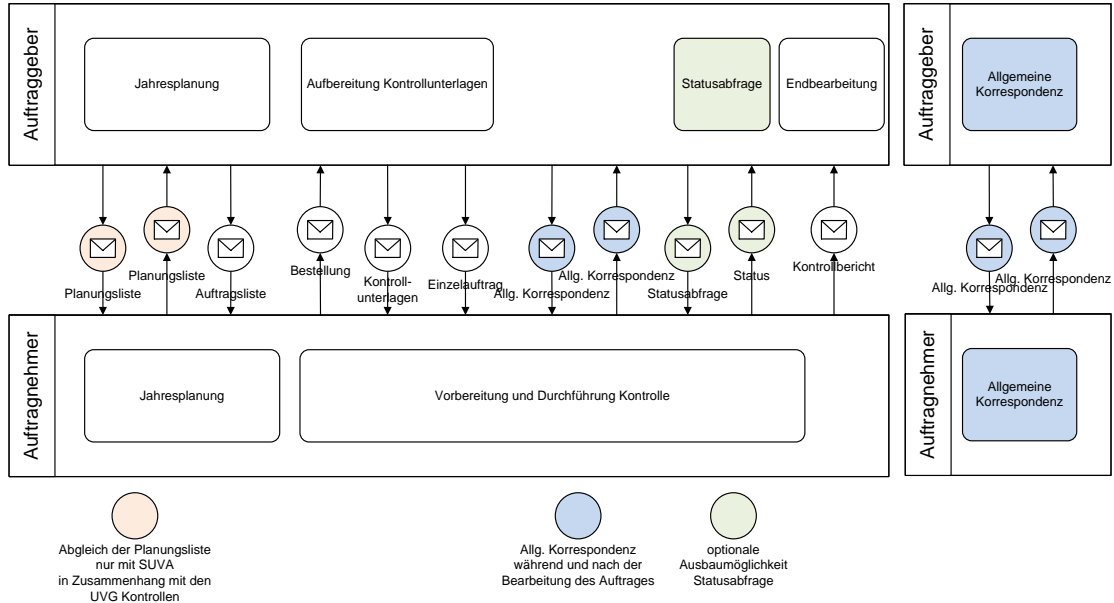 Auftraggeber
Jahresplanung
Aufbereitung Kontrollunterlagen
Statusabfrage
Endbearbeitung
Auftraggeber
Allgemeine
Korrespondenz
Planungsliste
Planungsliste
Auftragsliste
Bestellung
Kontroll-
unterlagen
Einzelauftrag
Allg. Korrespondenz
Allg. Korrespondenz
Statusabfrage
Status
Kontrollbericht
Allg. Korrespondenz
Allg. Korrespondenz
Auftragnehmer
Jahresplanung
Vorbereitung und Durchführung Kontrolle
Auftragnehmer
Allgemeine
Korrespondenz
Abgleich der Planungsliste
nur mit SUVA
in Zusammenhang mit den
UVG Kontrollen
Allg. Korrespondenz
während und nach der
Bearbeitung des Auftrages
optionale
Ausbaumöglichkeit
Statusabfrage